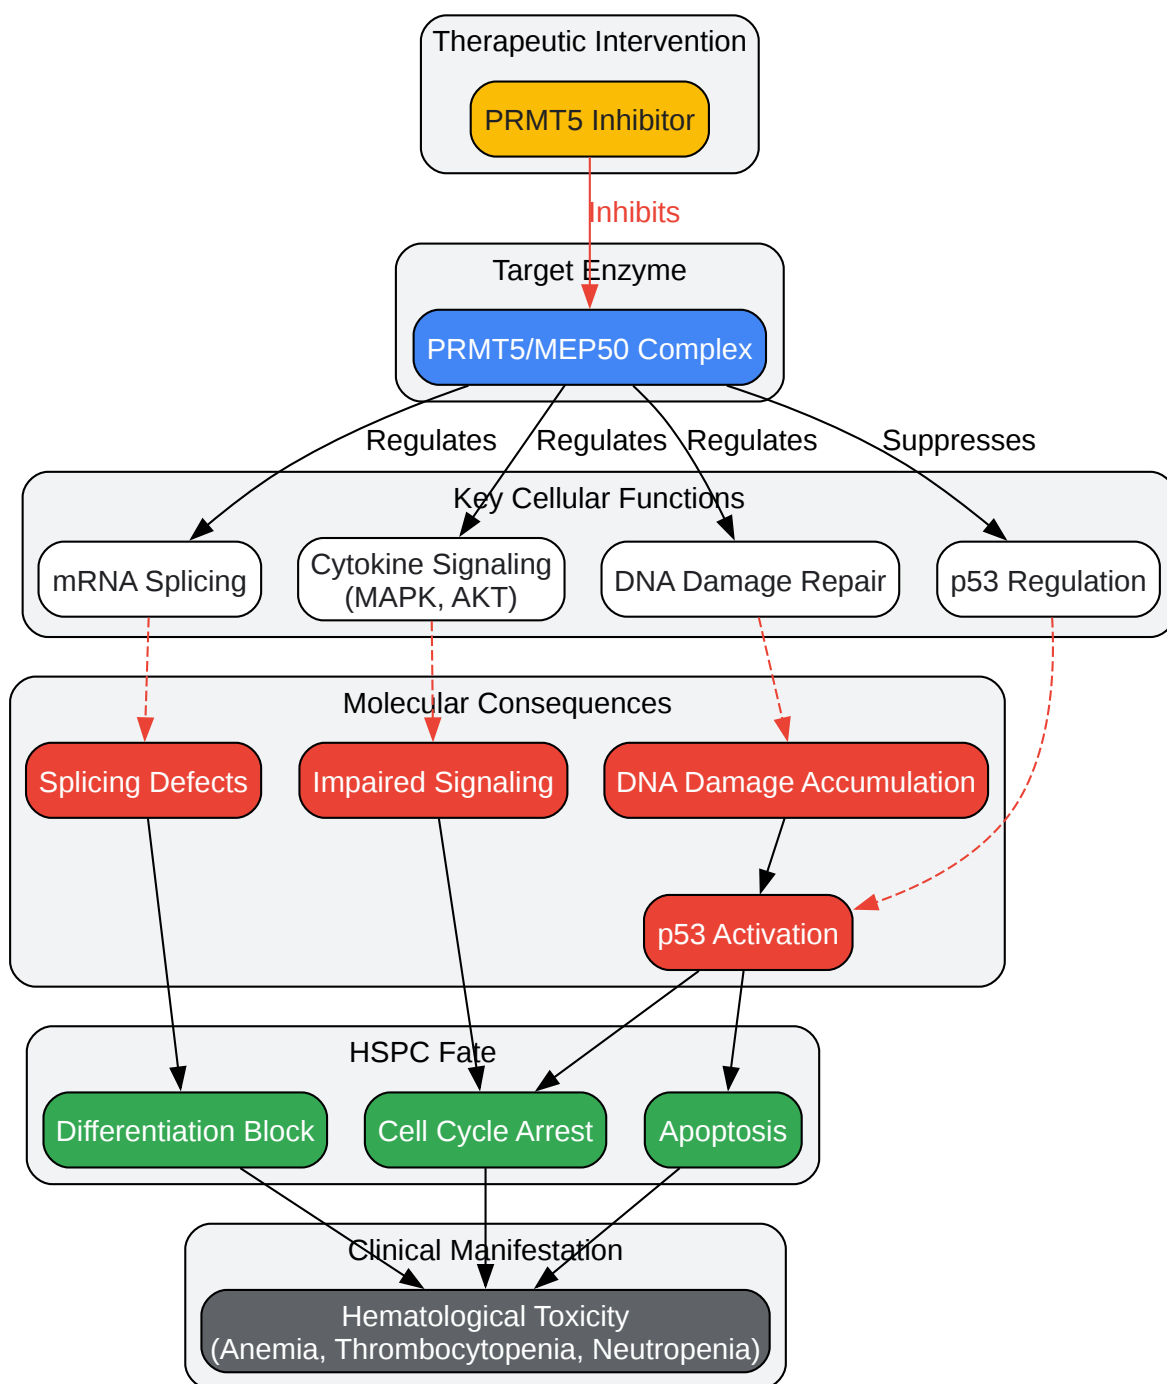 Therapeutic Intervention
PRMT5 Inhibitor
Inhibits
Target Enzyme
PRMT5/MEP50 Complex
Regulates
Regulates
Regulates
Suppresses
Key Cellular Functions
mRNA Splicing
Cytokine Signaling
(MAPK, AKT)
DNA Damage Repair
p53 Regulation
Molecular Consequences
Splicing Defects
Impaired Signaling
DNA Damage Accumulation
p53 Activation
HSPC Fate
Differentiation Block
Cell Cycle Arrest
Apoptosis
Clinical Manifestation
Hematological Toxicity
(Anemia, Thrombocytopenia, Neutropenia)